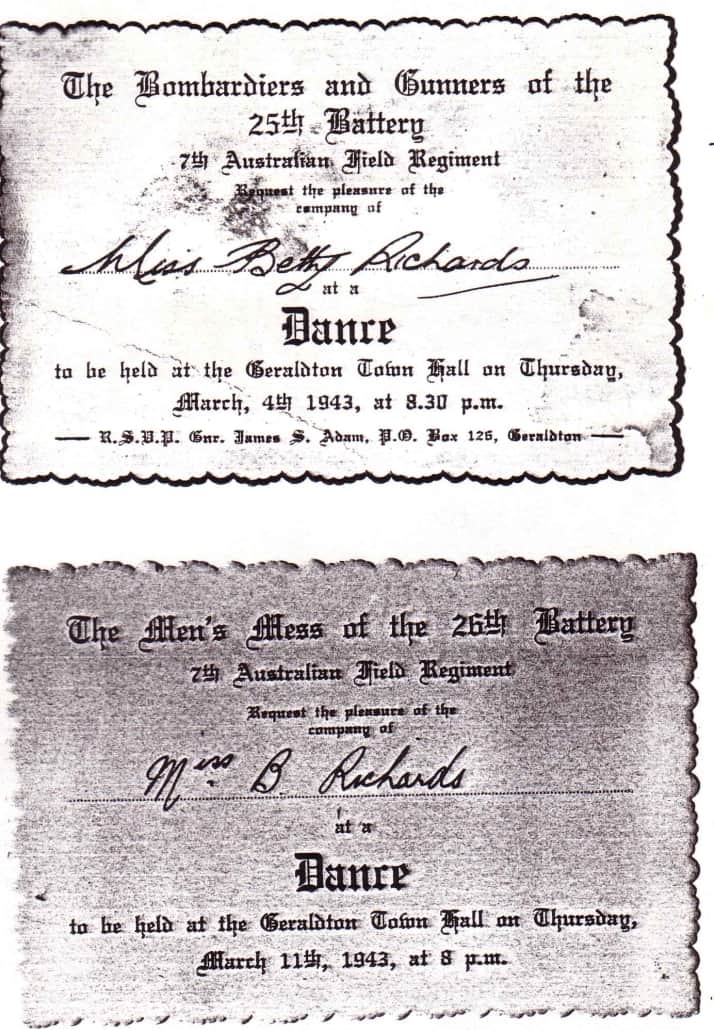 The Bombardiers and Gunners of the
25th Battery
7th Australian Field Regiment
Request the pleasure of the
company of
Miss Betty Richards
at a
Dance
to be held at the Geraldton Town Hall on Thursday,
March, 4th 1943, at 8.30 p.m.
— R.S.V.P. Gnr. James S. Adam, P.O. Box 126, Geraldton —
The Men's Mess of the 26th Battery
7th Australian Field Regiment
Request the pleasure of the
company of
Miss B. Richards
at a
Dance
to be held at the Geraldton Town Hall on Thursday,
March 11th, 1943, at 8 p.m.